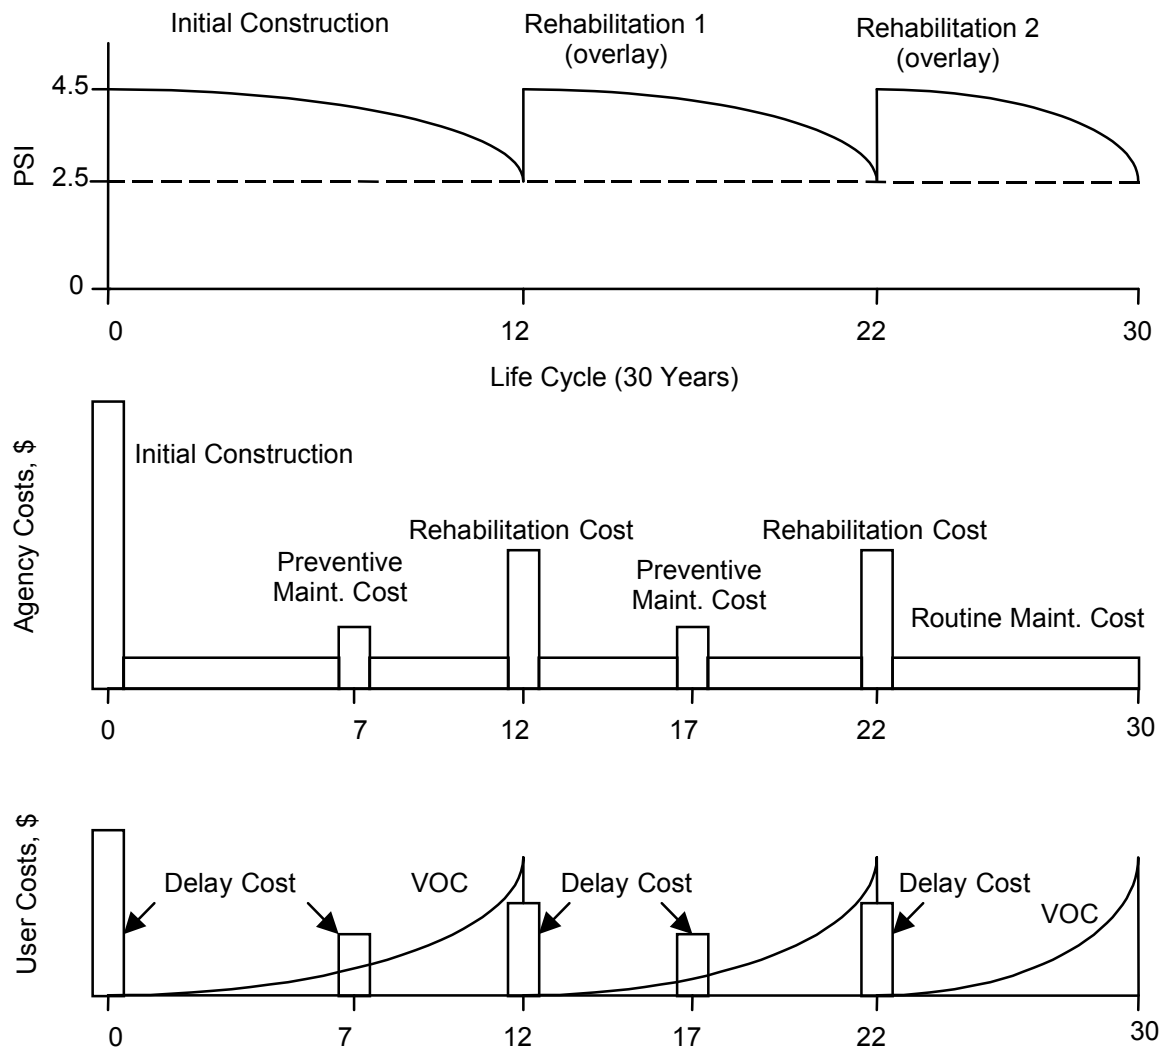 Initial Construction
Rehabilitation 1
(overlay)
Rehabilitation 2
(overlay)
4.5
PSI
2.5
0
0
12
22
30
Life Cycle (30 Years)
Agency Costs, $
Initial Construction
Preventive
Maint. Cost
Rehabilitation Cost
Preventive
Maint. Cost
Rehabilitation Cost
Routine Maint. Cost
0
7
12
17
22
30
User Costs, $
Delay Cost
VOC
Delay Cost
Delay Cost
VOC
0
7
12
17
22
30